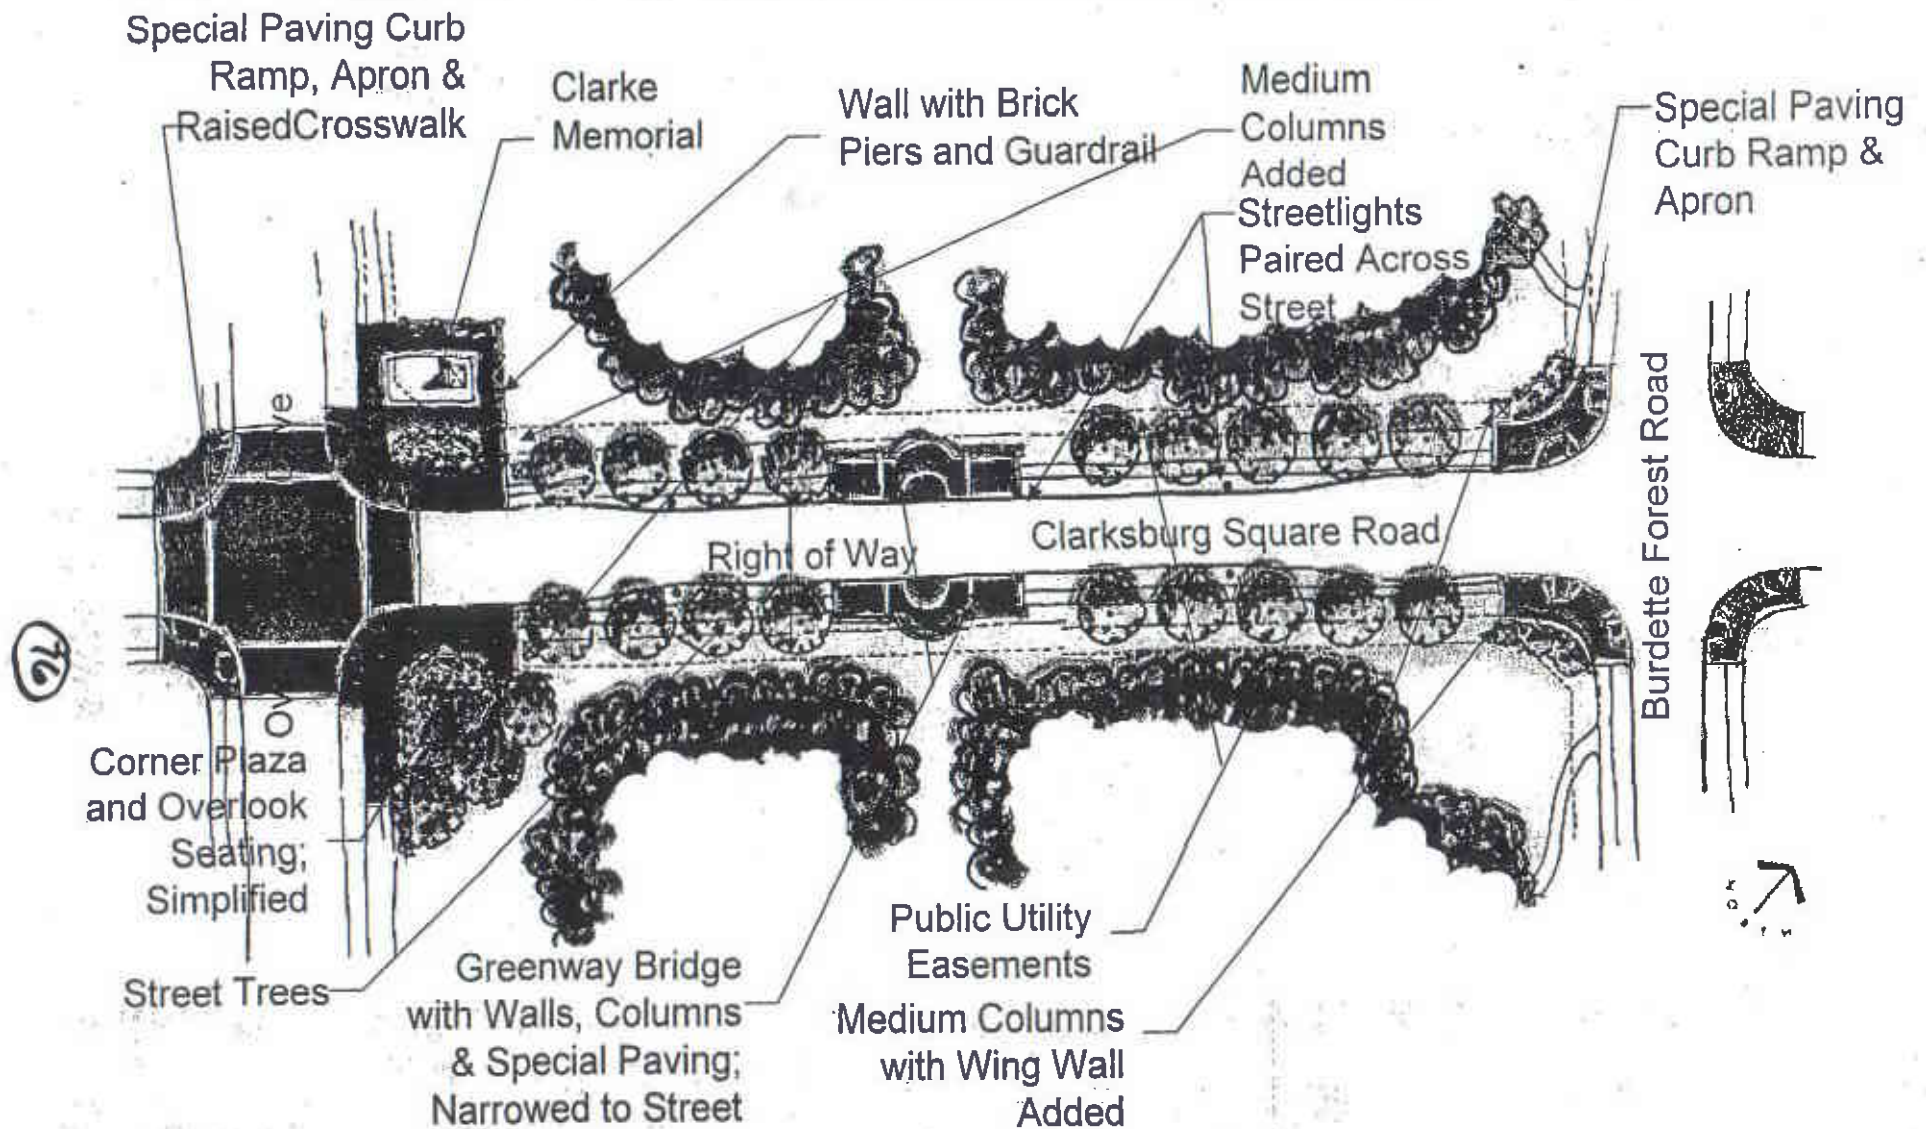 Special Paving Curb
Ramp, Apron &
RaisedCrosswalk
Clarke
Memorial
Wall with Brick
Piers and Guardrail
Medium
Columns
Added
Streetlights
Paired Across
Street
Special Paving
Curb Ramp &
Apron
Burdette Forest Road
Clarksburg Square Road
Right of Way
76
Corner Plaza
and Overlook
Seating;
Simplified
Street Trees
Greenway Bridge
with Walls, Columns
& Special Paving;
Narrowed to Street
Public Utility
Easements
Medium Columns
with Wing Wall
Added